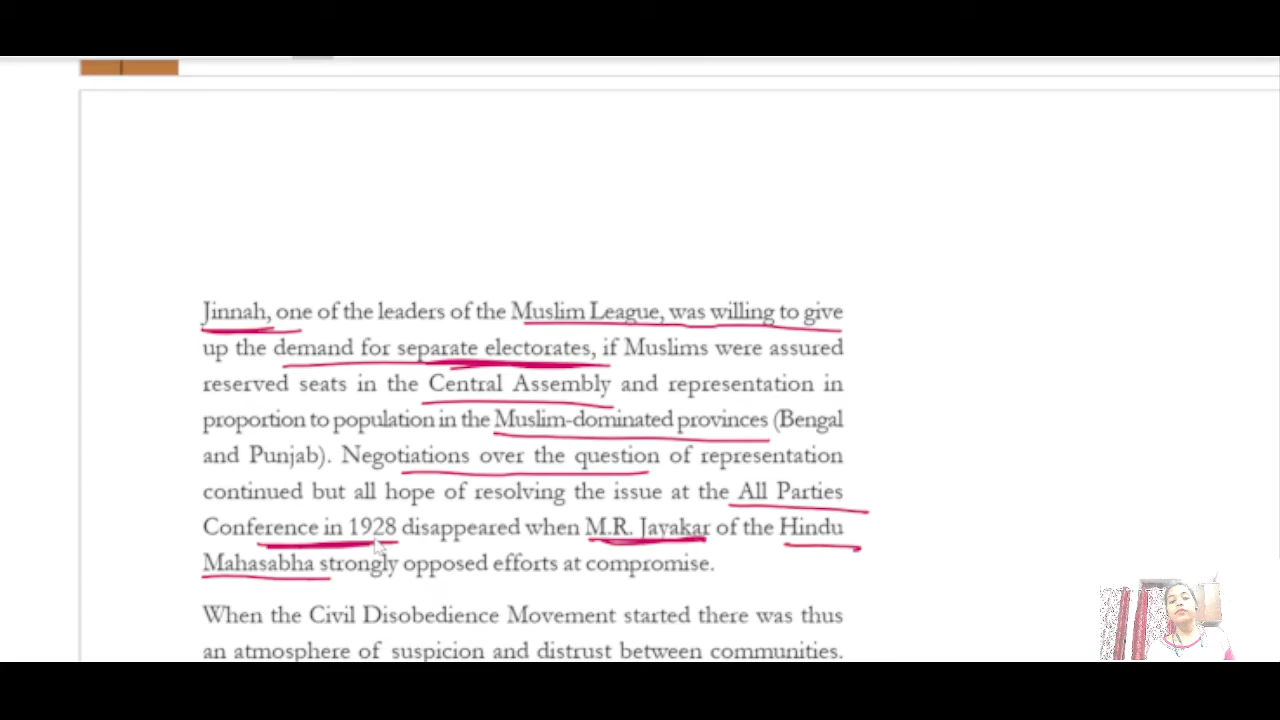 Jinnah, one of the leaders of the Muslim League, was willing to give
up the demand for separate electorates, if Muslims were assured
reserved seats in the Central Assembly and representation in
proportion to population in the Muslim-dominated provinces (Bengal
and Punjab). Negotiations over the question of representation
continued but all hope of resolving the issue at the All Parties
Conference in 1928 disappeared when M.R. Jayakar of the Hindu
Mahasabha strongly opposed efforts at compromise.
When the Civil Disobedience Movement started there was thus
an atmosphere of suspicion and distrust between communities.